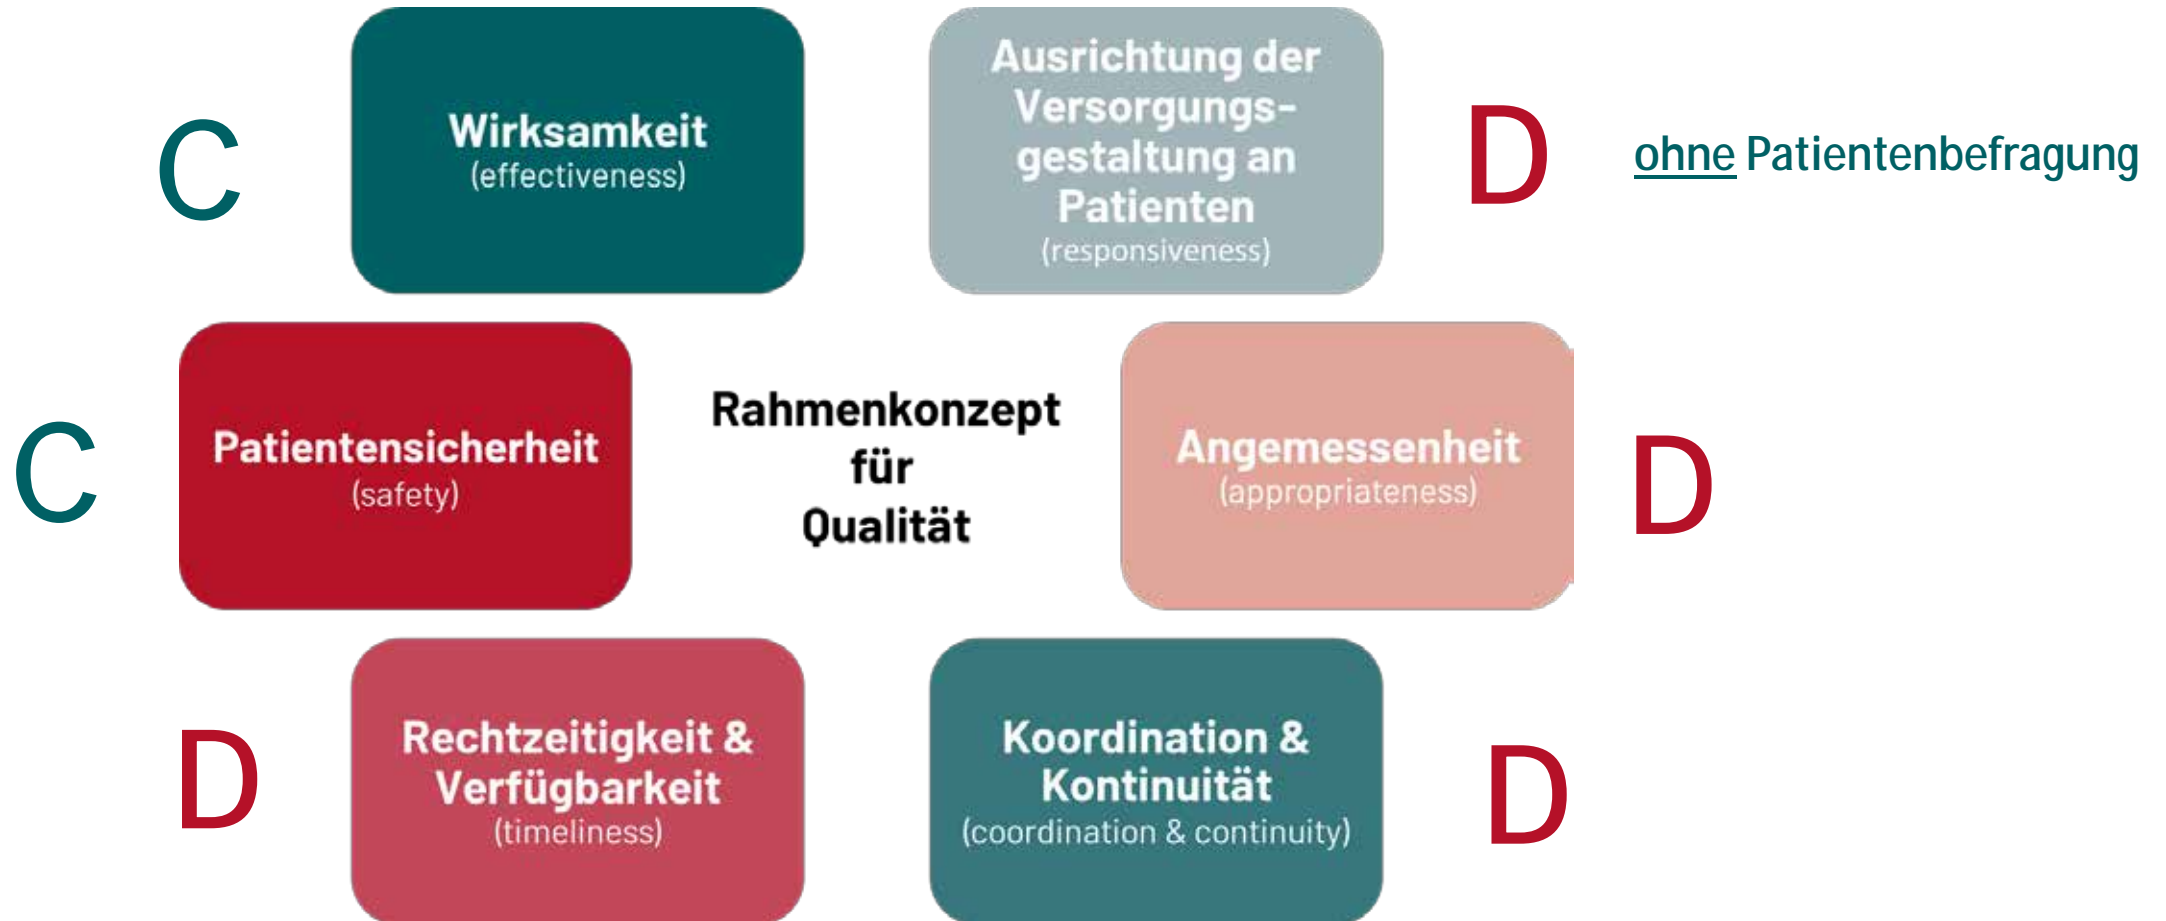 C
Wirksamkeit
(effectiveness)
Ausrichtung der
Versorgungs-
gestaltung an
Patienten
(responsiveness)
D
ohne Patientenbefragung
C
Patientensicherheit
(safety)
Rahmenkonzept
für
Qualität
Angemessenheit
(appropriateness)
D
D
Rechtzeitigkeit &
Verfügbarkeit
(timeliness)
Koordination &
Kontinuität
(coordination & continuity)
D